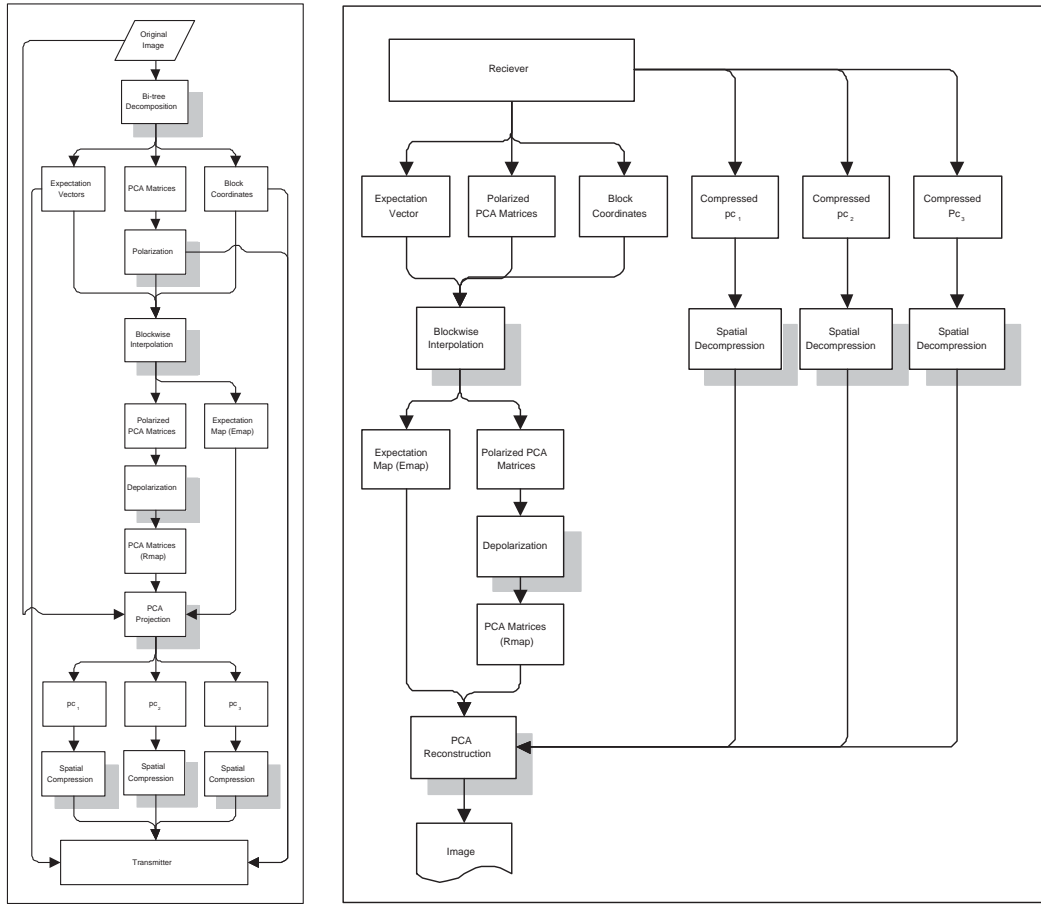 Original
Image
Bi-tree
Decomposition
Expectation
Vectors
PCA Matrices
Block
Coordinates
Polarization
Blockwise
Interpolation
Polarized
PCA Matrices
Expectation
Map (Emap)
Depolarization
PCA Matrices
(Rmap)
PCA
Projection
pc 1
pc 2
pc 3
Spatial
Compression
Spatial
Compression
Spatial
Compression
Transmitter
Reciever
Expectation
Vector
Polarized
PCA Matrices
Block
Coordinates
Compressed
pc 1
Compressed
pc 2
Compressed
Pc 3
Blockwise
Interpolation
Spatial
Decompression
Spatial
Decompression
Spatial
Decompression
Expectation
Map (Emap)
Polarized PCA
Matrices
Depolarization
PCA Matrices
(Rmap)
PCA
Reconstruction
Image